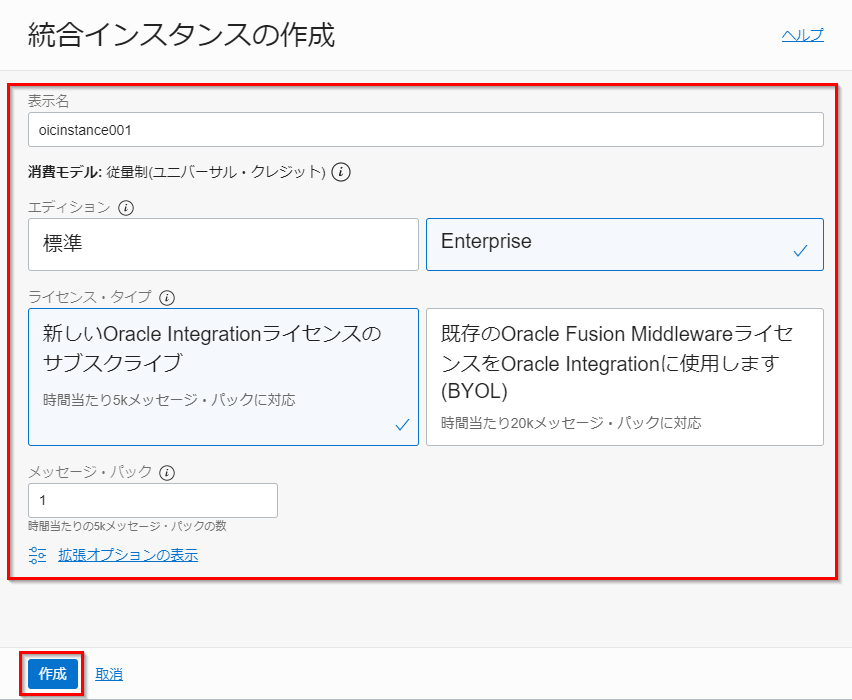 統合インスタンスの作成
ヘルプ
表示名
oicinstance001
消費モデル: 従量制(ユニバーサル・クレジット) i
エディション i
標準
Enterprise
ライセンス・タイプ i
新しいOracle Integrationライセンスの
サブスクライブ
時間当たり5kメッセージ・パックに対応
既存のOracle Fusion Middlewareライセ
ンスをOracle Integrationに使用します
(BYOL)
時間当たり20kメッセージ・パックに対応
メッセージ・パック i
1
時間当たりの5kメッセージ・パックの数
拡張オプションの表示
作成
取消